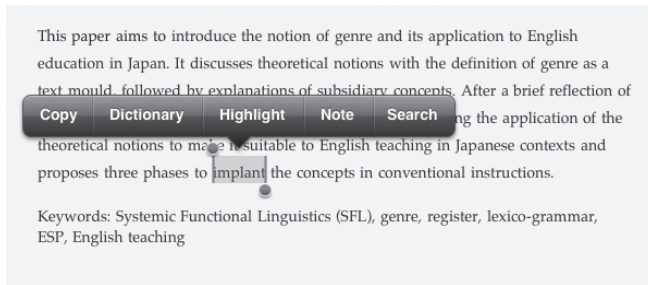 This paper aims to introduce the notion of genre and its application to English
education in Japan. It discusses theoretical notions with the definition of genre as a
text mould, followed by explanations of subsidiary concepts. After a brief reflection of
Copy Dictionary Highlight Note Search
ng the application of the
theoretical notions to make it suitable to English teaching in Japanese contexts and
proposes three phases to implant the concepts in conventional instructions.
Keywords: Systemic Functional Linguistics (SFL), genre, register, lexico-grammar,
ESP, English teaching